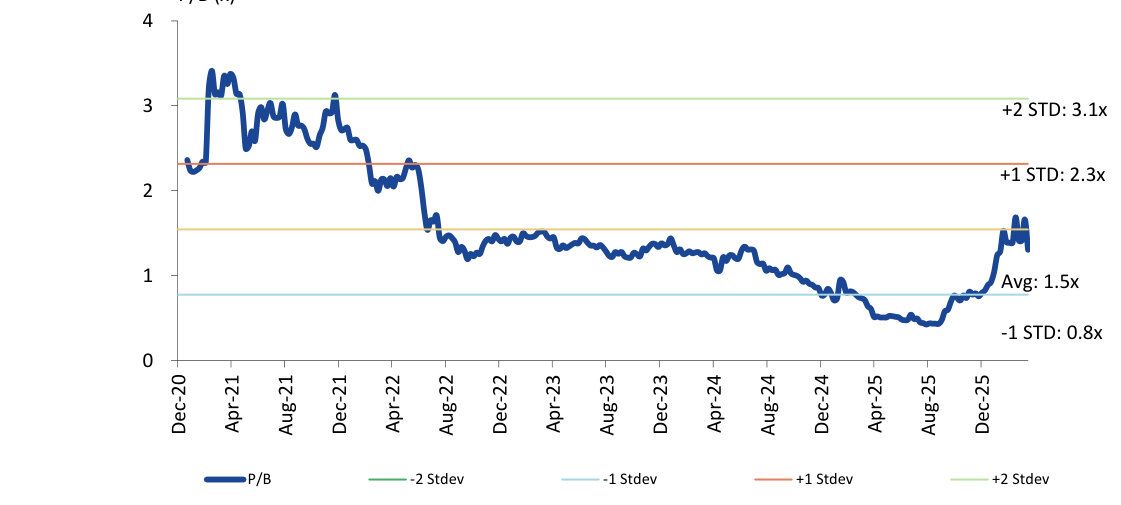 P/B (x)
4
3
2
1
0
+2 STD: 3.1x
+1 STD: 2.3x
Avg: 1.5x
-1 STD: 0.8x
Dec-20
Apr-21
Aug-21
Dec-21
Apr-22
Aug-22
Dec-22
Apr-23
Aug-23
Dec-23
Apr-24
Aug-24
Dec-24
Apr-25
Aug-25
Dec-25
P/B
-2 Stdev
-1 Stdev
+1 Stdev
+2 Stdev